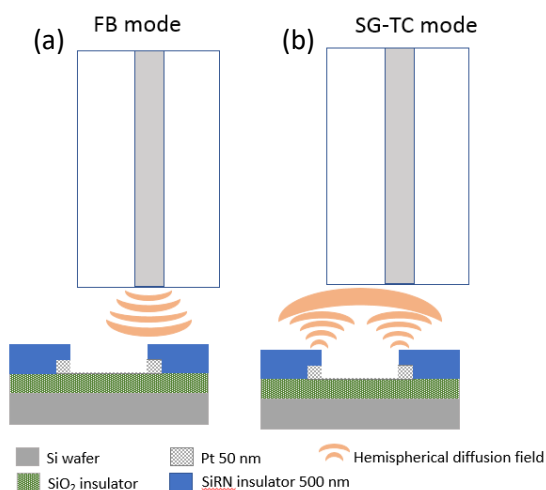 (a) FB mode
(b) SG-TC mode
Si wafer
Pt 50 nm
Hemispherical diffusion field
SiO₂ insulator
SiRN insulator 500 nm